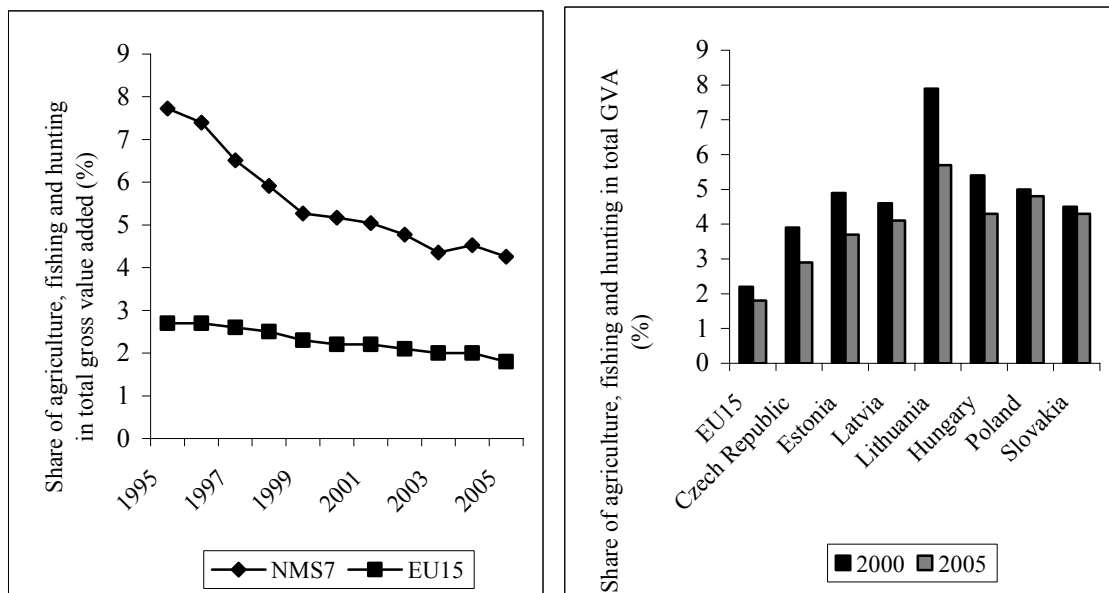 Share of agriculture, fishing and hunting
in total gross value added (%)
9
8
7
6
5
4
3
2
1
0
1995
1997
1999
2001
2003
2005
NMS7
EU15
Share of agriculture, fishing and hunting in total GVA
(%)
9
8
7
6
5
4
3
2
1
0
EU15
Czech Republic
Estonia
Latvia
Lithuania
Hungary
Poland
Slovakia
2000
2005